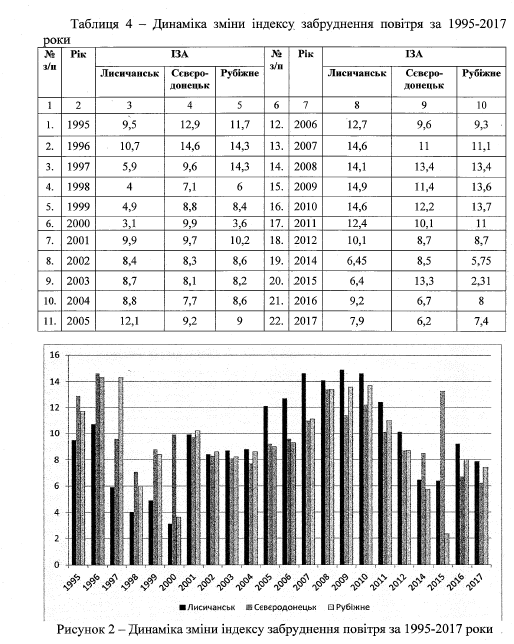 Таблиця 4 – Динаміка зміни індексу забруднення повітря за 1995-2017
роки
№ з/п Рік ІЗА № з/п Рік ІЗА
Лисичанськ Сєверо-донецьк Рубіжне Лисичанськ Сєверо-донецьк Рубіжне
1 2 3 4 5 6 7 8 9 10
1. 1995 9,5 12,9 11,7 12. 2006 12,7 9,6 9,3
2. 1996 10,7 14,6 14,3 13. 2007 14,6 11 11,1
3. 1997 5,9 9,6 14,3 14. 2008 14,1 13,4 13,4
4. 1998 4 7,1 6 15. 2009 14,9 11,4 13,6
5. 1999 4,9 8,8 8,4 16. 2010 14,6 12,2 13,7
6. 2000 3,1 9,9 3,6 17. 2011 12,4 10,1 11
7. 2001 9,9 9,7 10,2 18. 2012 10,1 8,7 8,7
8. 2002 8,4 8,3 8,6 19. 2014 6,45 8,5 5,75
9. 2003 8,7 8,1 8,2 20. 2015 6,4 13,3 2,31
10. 2004 8,8 7,7 8,6 21. 2016 9,2 6,7 8
11. 2005 12,1 9,2 9 22. 2017 7,9 6,2 7,4
16
14
12
10
8
6
4
2
0
1995 1996 1997 1998 1999 2000 2001 2002 2003 2004 2005 2006 2007 2008 2009 2010 2011 2012 2014 2015 2016 2017
Лисичанськ Сєвєродонецьк Рубіжне
Рисунок 2 – Динаміка зміни індексу забруднення повітря за 1995-2017 роки